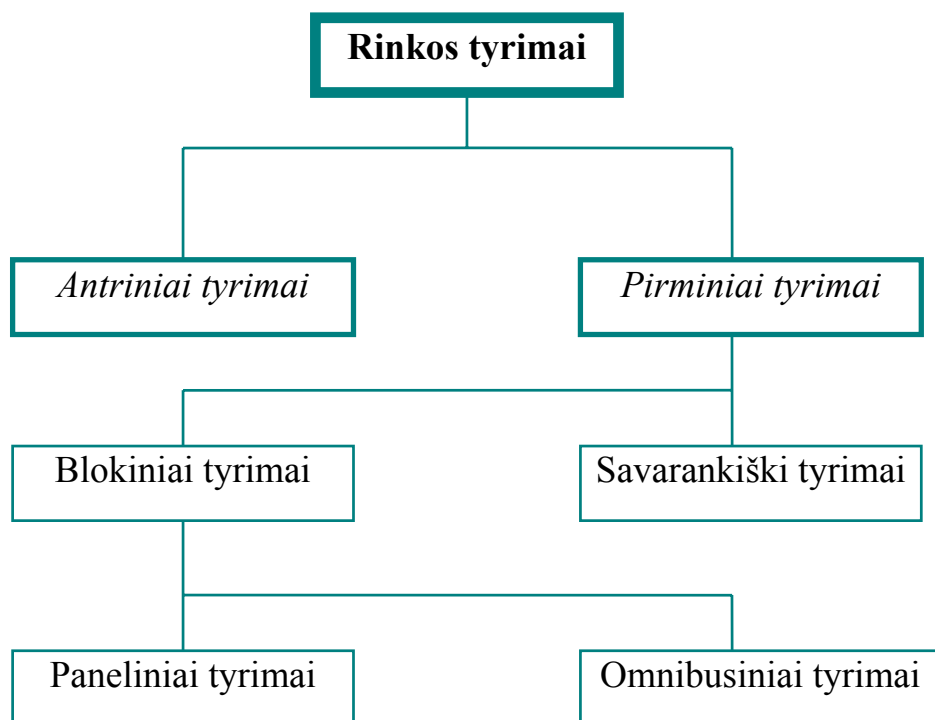 Rinkos tyrimai
Antriniai tyrimai
Pirminiai tyrimai
Blokiniai tyrimai
Savarankiški tyrimai
Paneliniai tyrimai
Omnibusiniai tyrimai